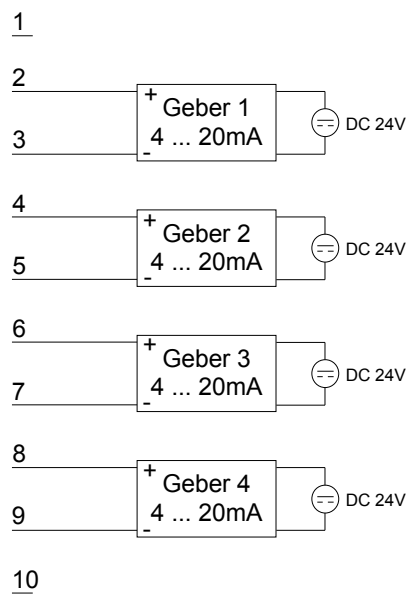 1
2
+
Geber 1
DC 24V
4 ... 20mA
3
-
4
+
Geber 2
DC 24V
4 ... 20mA
5
-
6
+
Geber 3
DC 24V
4 ... 20mA
7
-
8
+
Geber 4
DC 24V
4 ... 20mA
9
-
10